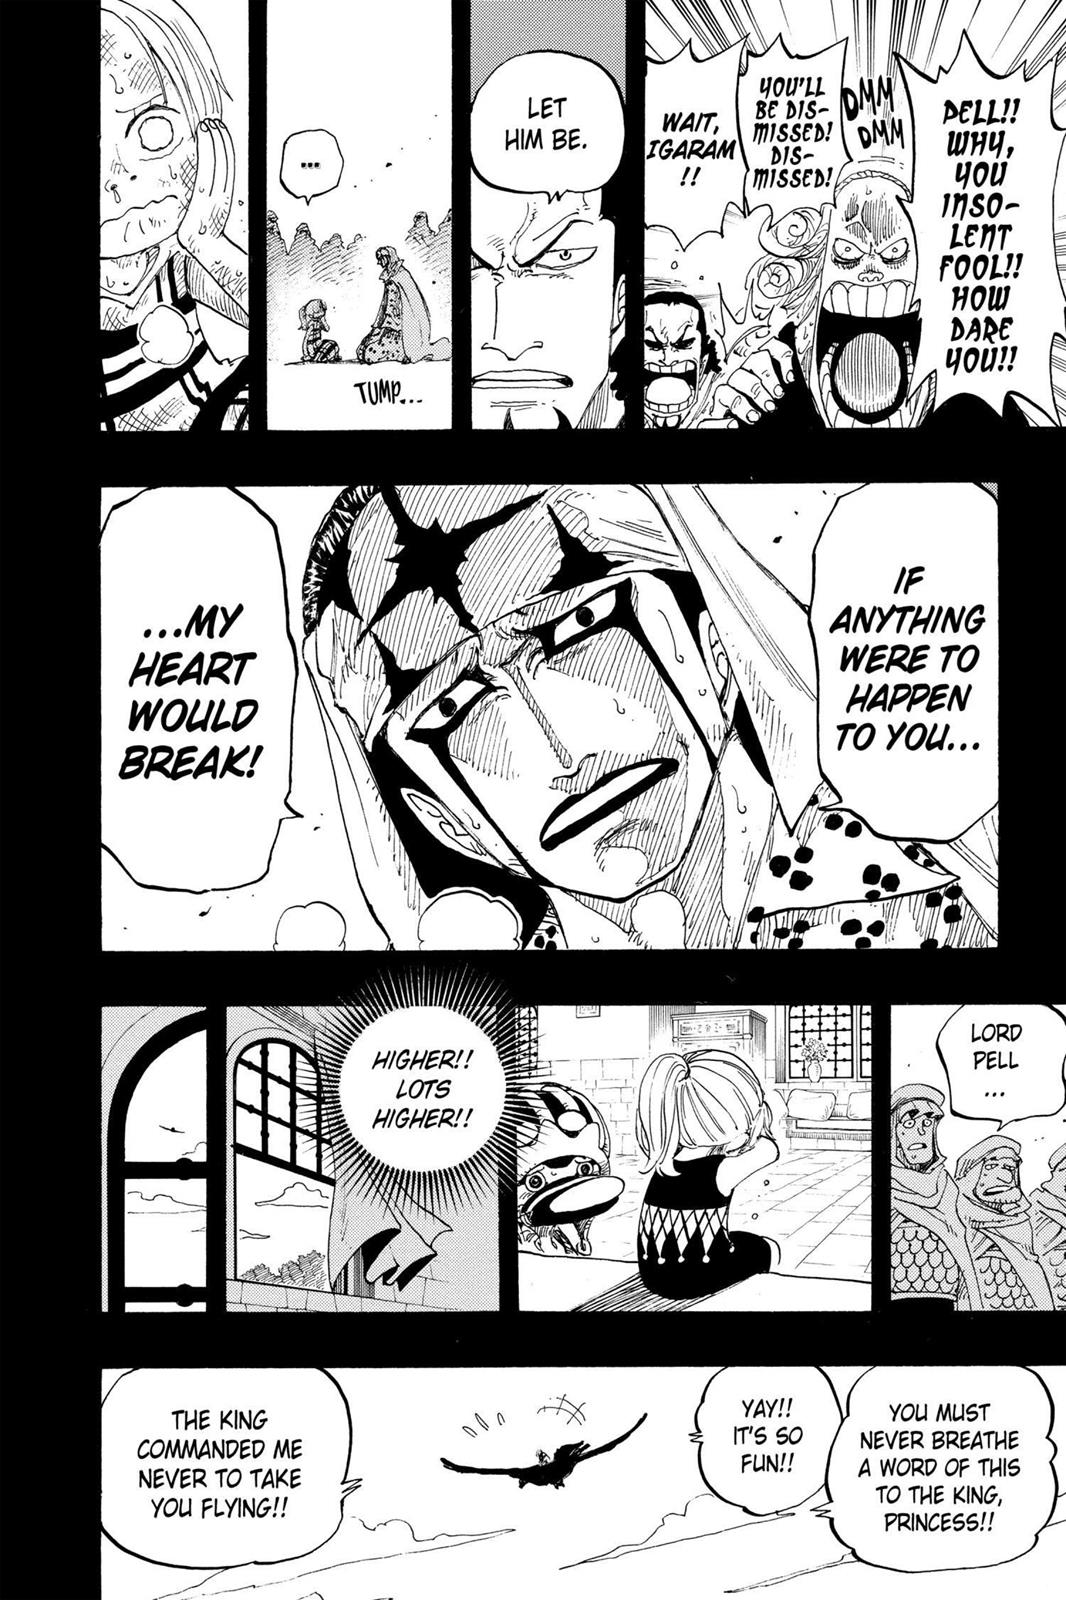 PELL!!
WHY,
YOU
INSO-
LENT
FOOL!!
HOW
DARE
YOU!!
DMM
DMM
YOU'LL
BE DIS-
MISSED!
DIS-
MISSED!
WAIT,
IGARAM
!!
LET
HIM BE.
...
TUMP...
IF
ANYTHING
WERE TO
HAPPEN
TO YOU...
...MY
HEART
WOULD
BREAK!
LORD
PELL
...
HIGHER!!
LOTS
HIGHER!!
YOU MUST
NEVER BREATHE
A WORD OF THIS
TO THE KING,
PRINCESS!!
YAY!!
IT'S SO
FUN!!
THE KING
COMMANDED ME
NEVER TO TAKE
YOU FLYING!!